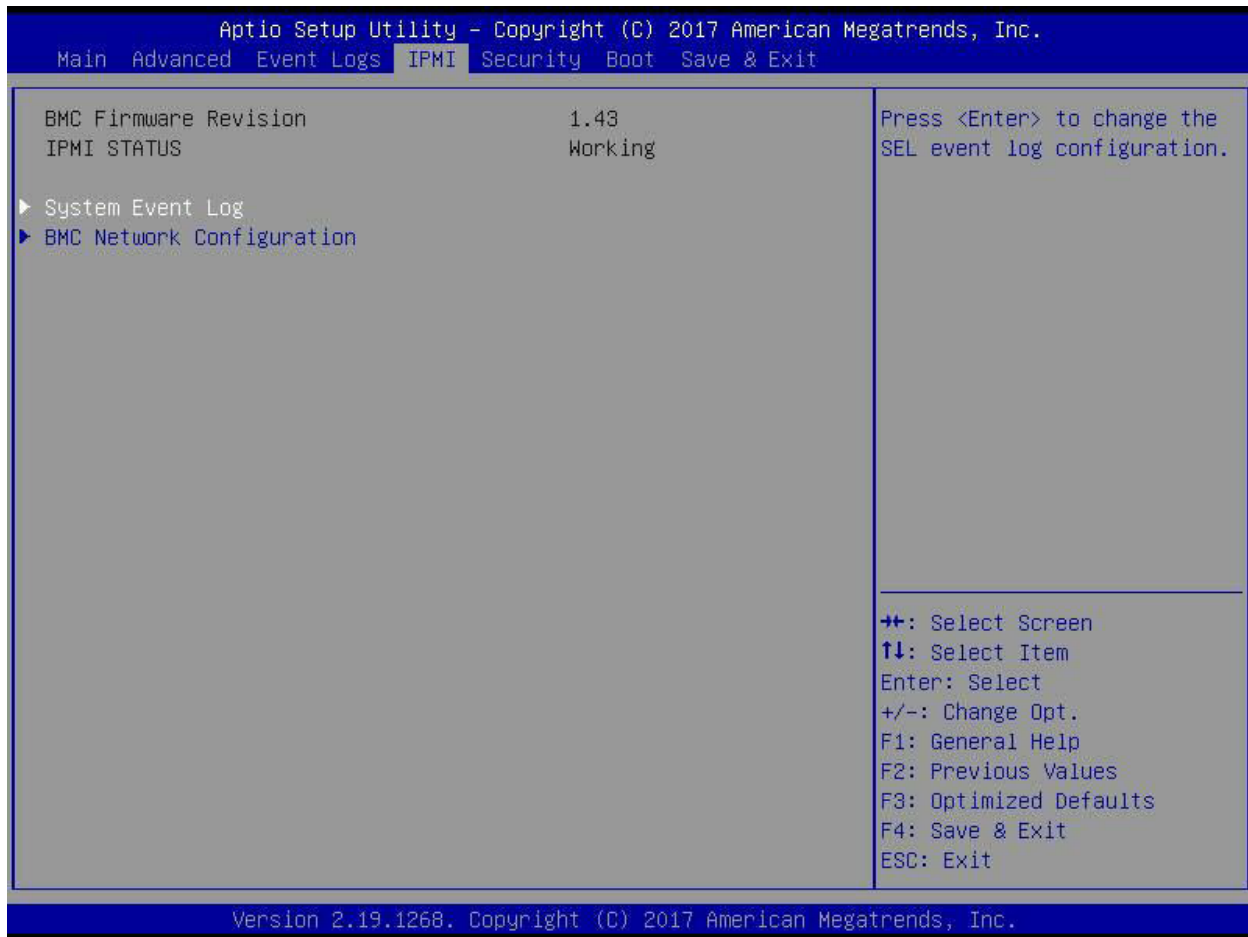 Aptio Setup Utility – Copyright (C) 2017 American Megatrends, Inc.
Main Advanced Event Logs IPMI Security Boot Save & Exit
BMC Firmware Revision 1.43
IPMI STATUS Working
System Event Log
BMC Network Configuration
Press <Enter> to change the
SEL event log configuration.
→←: Select Screen
↑↓: Select Item
Enter: Select
+/-: Change Opt.
F1: General Help
F2: Previous Values
F3: Optimized Defaults
F4: Save & Exit
ESC: Exit
Version 2.19.1268. Copyright (C) 2017 American Megatrends, Inc.